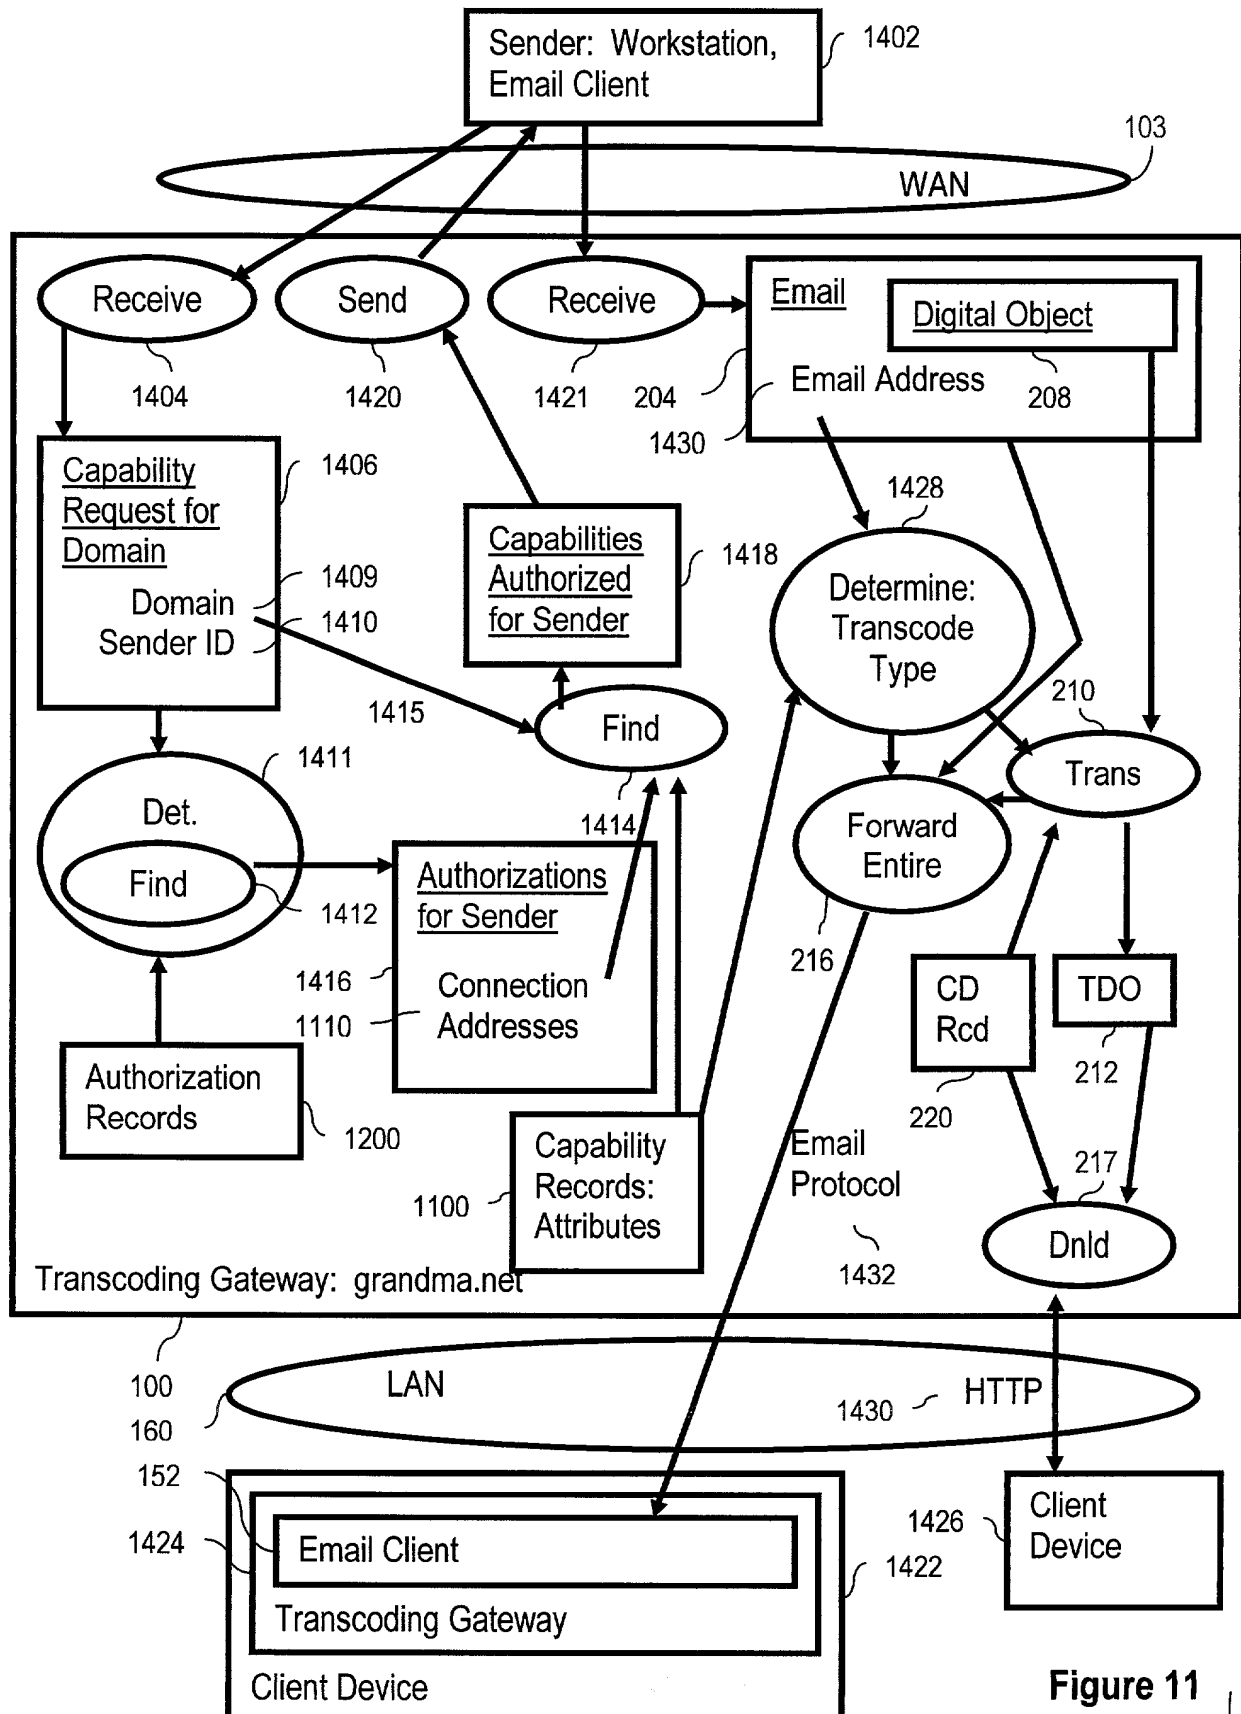 Sender: Workstation,
Email Client
1402
103
WAN
Receive
Send
Receive
Email
Digital Object
1404
1420
1421
204
Email Address
208
1430
Capability
Request for
Domain
1406
1409
Domain
1410
Sender ID
Capabilities
Authorized
for Sender
1418
1428
Determine:
Transcode
Type
1415
Find
210
Trans
1411
Det.
Find
1412
1414
Authorizations
for Sender
Forward
Entire
1416
Connection
Addresses
1110
216
CD
Rcd
TDO
212
220
Authorization
Records
1200
Capability
Records:
Attributes
1100
Email
Protocol
1432
217
Dnld
Transcoding Gateway: grandma.net
100
160
LAN
1430
HTTP
152
1424
Email Client
Transcoding Gateway
Client Device
1422
1426
Client
Device
Figure 11